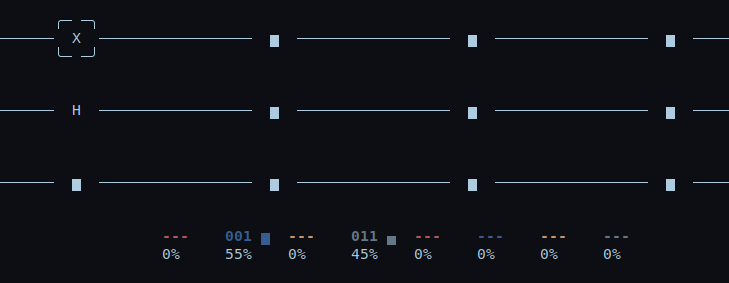 X
H
--- 001 --- 011 --- --- --- ---
0% 55% 0% 45% 0% 0% 0% 0%